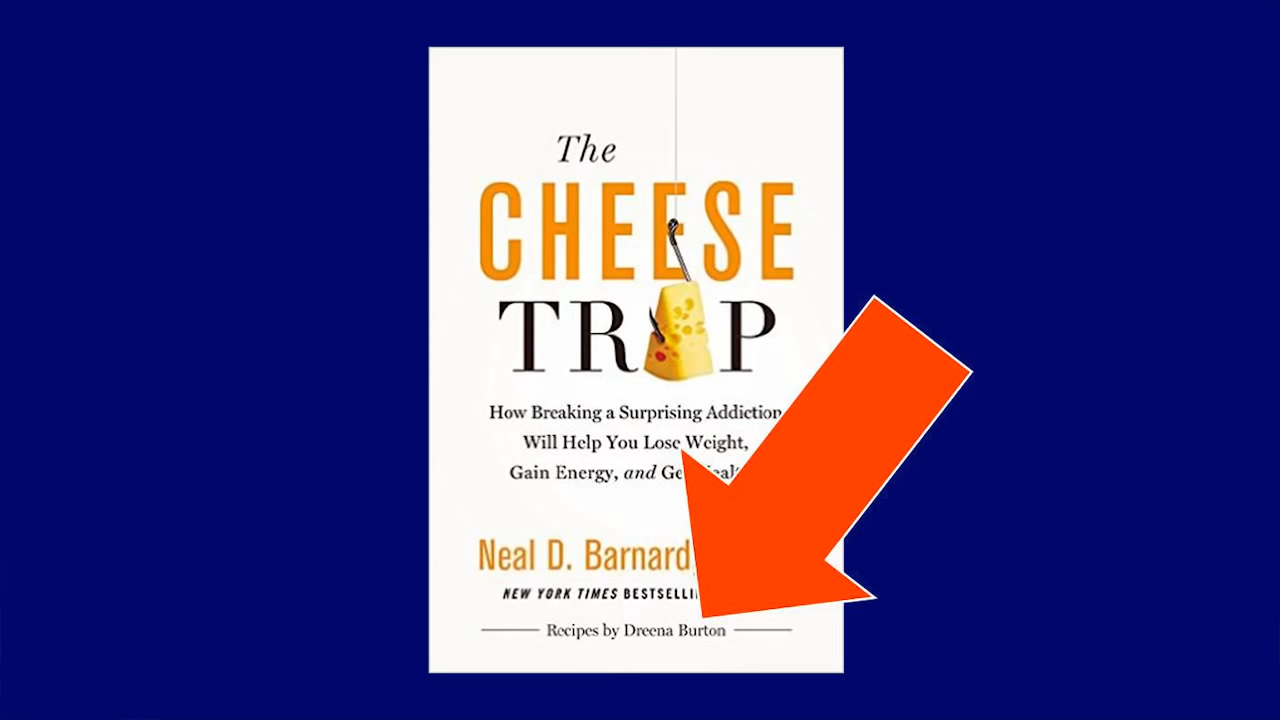 The
CHEESE
TRAP
How Breaking a Surprising Addiction
Will Help You Lose Weight,
Gain Energy, and
Neal D. Barnard,
NEW YORK TIMES
Recipes by Dreena Burton